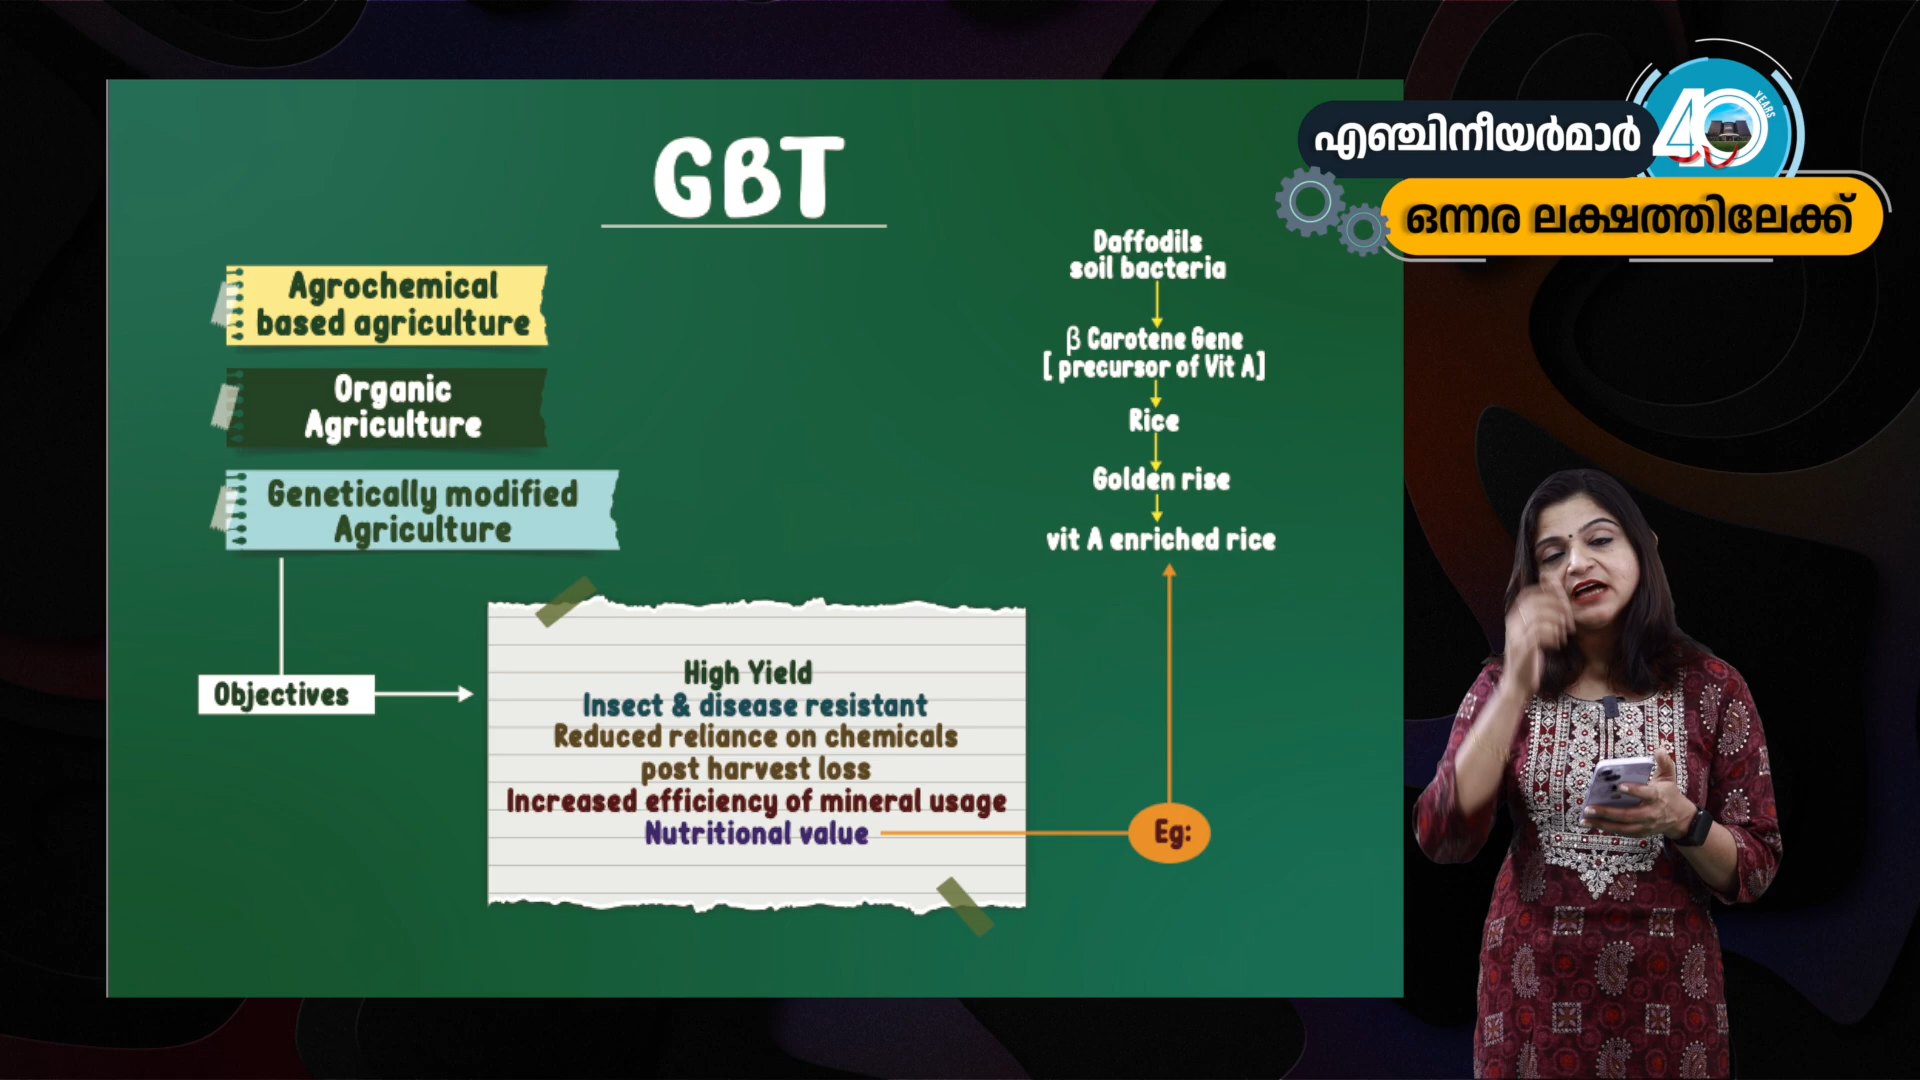 GBT
Agrochemical
based agriculture
Organic
Agriculture
Genetically modified
Agriculture
Objectives
High Yield
Insect & disease resistant
Reduced reliance on chemicals
post harvest loss
Increased efficiency of mineral usage
Nutritional value
Eg:
Daffodils
soil bacteria
β Carotene Gene
[ precursor of Vit A]
Rice
Golden rise
vit A enriched rice
എഞ്ചിനീയർമാർ
40
YEARS
ഒന്നര ലക്ഷത്തിലേക്ക്